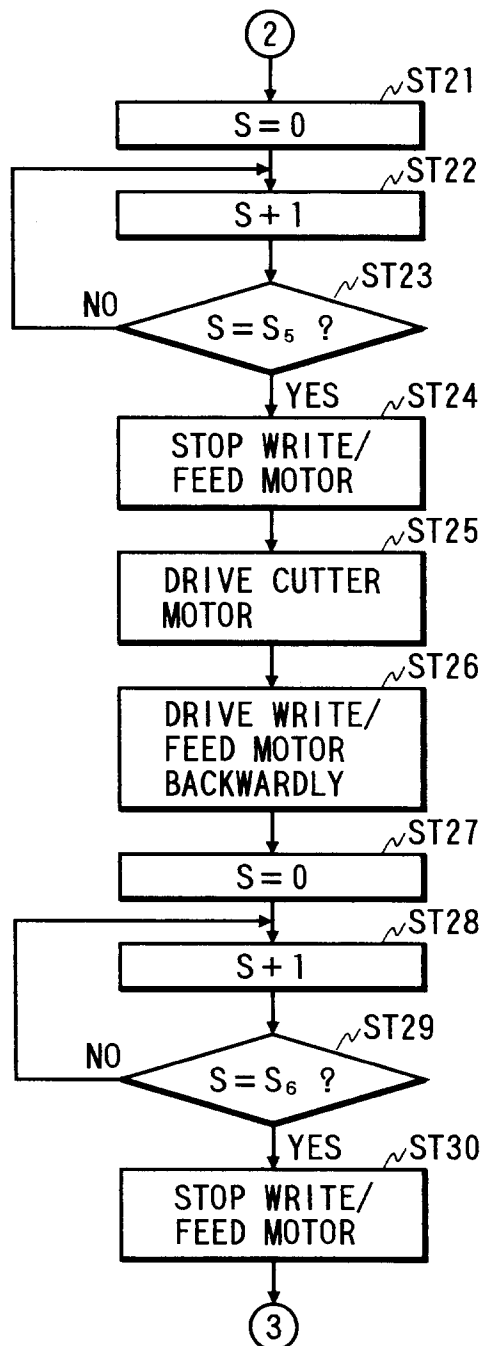 2
ST21
S=0
ST22
S+1
ST23
NO
S=S₅ ?
YES
ST24
STOP WRITE/
FEED MOTOR
ST25
DRIVE CUTTER
MOTOR
ST26
DRIVE WRITE/
FEED MOTOR
BACKWARDLY
ST27
S=0
ST28
S+1
ST29
NO
S=S₆ ?
YES
ST30
STOP WRITE/
FEED MOTOR
3